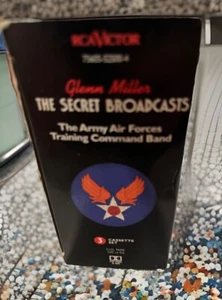 RCA VICTOR
Glenn Miller
THE SECRET BROADCASTS
The Army Air Forces
Training Command Band
3 CASSETTE